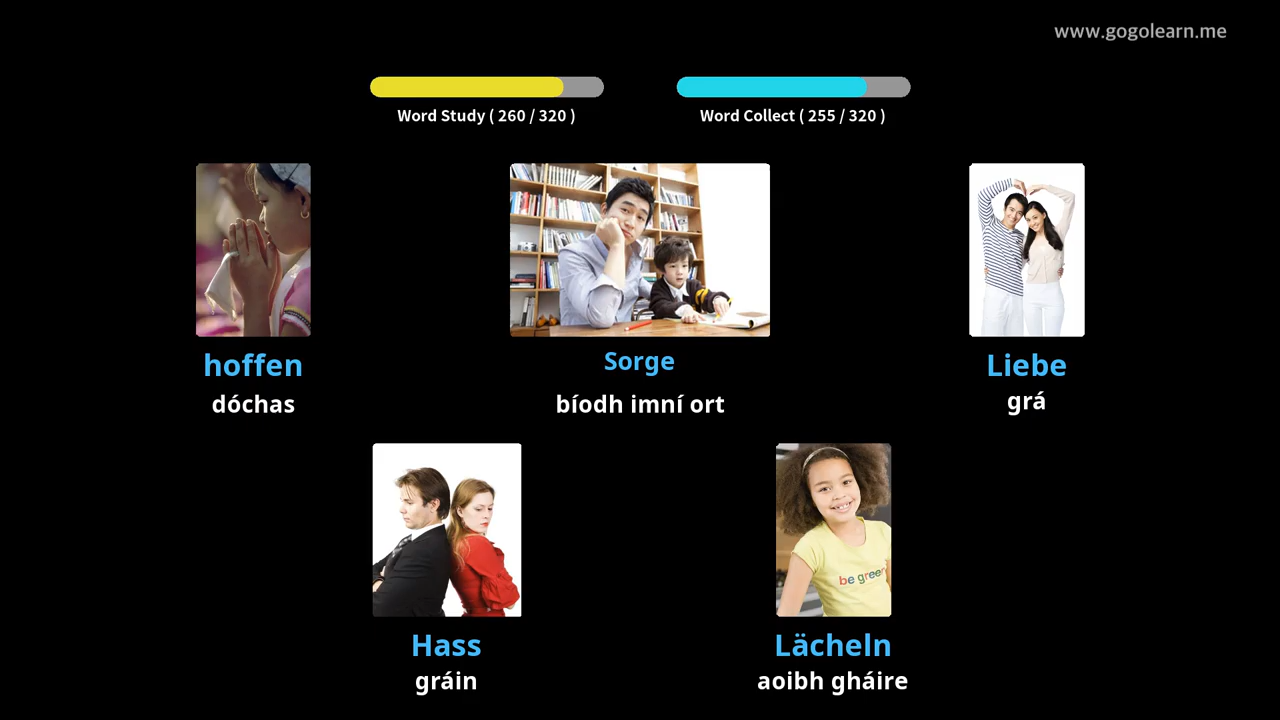 www.gogolearn.me
Word Study ( 260 / 320 )
Word Collect ( 255 / 320 )
hoffen
dóchas
Sorge
bíodh imní ort
Liebe
grá
be green
Hass
gráin
Lächeln
aoibh gháire